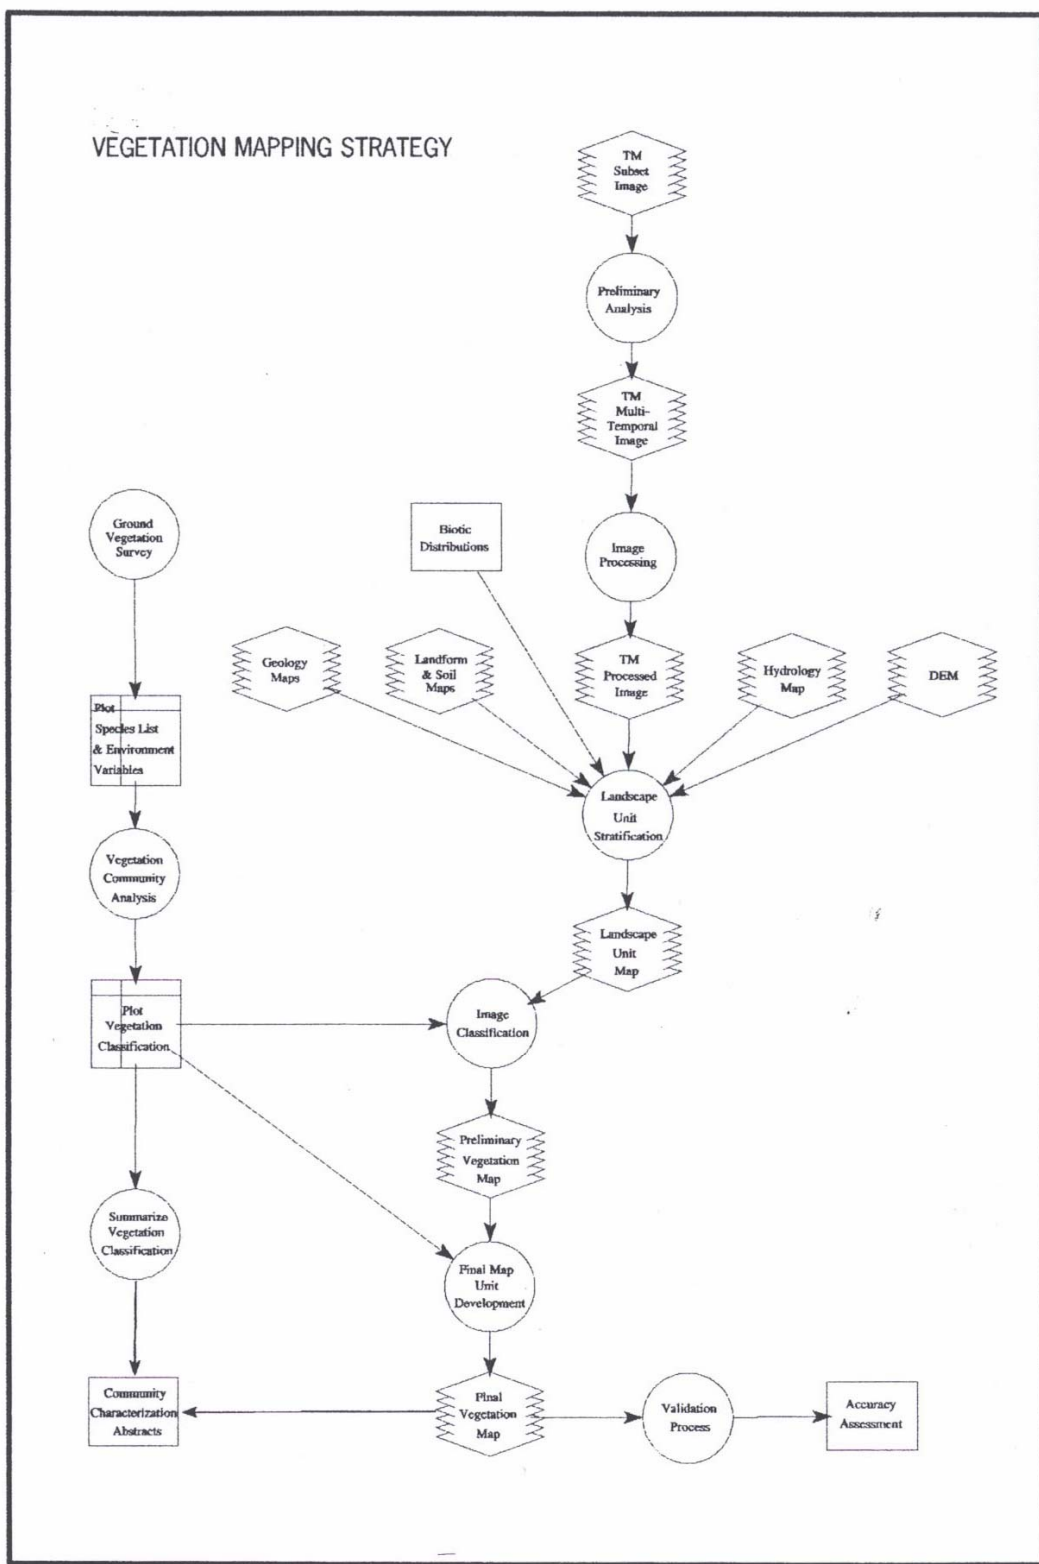 VEGETATION MAPPING STRATEGY
TM
Subset
Image
Preliminary
Analysis
TM
Multi-
Temporal
Image
Ground
Vegetation
Survey
Biotic
Distributions
Image
Processing
Geology
Maps
Landform
& Soil
Maps
TM
Processed
Image
Hydrology
Map
DEM
Plot
Species List
& Environment
Variables
Landscape
Unit
Stratification
Vegetation
Community
Analysis
Landscape
Unit
Map
Plot
Vegetation
Classification
Image
Classification
Preliminary
Vegetation
Map
Summarize
Vegetation
Classification
Final Map
Unit
Development
Community
Characterization
Abstracts
Final
Vegetation
Map
Validation
Process
Accuracy
Assessment